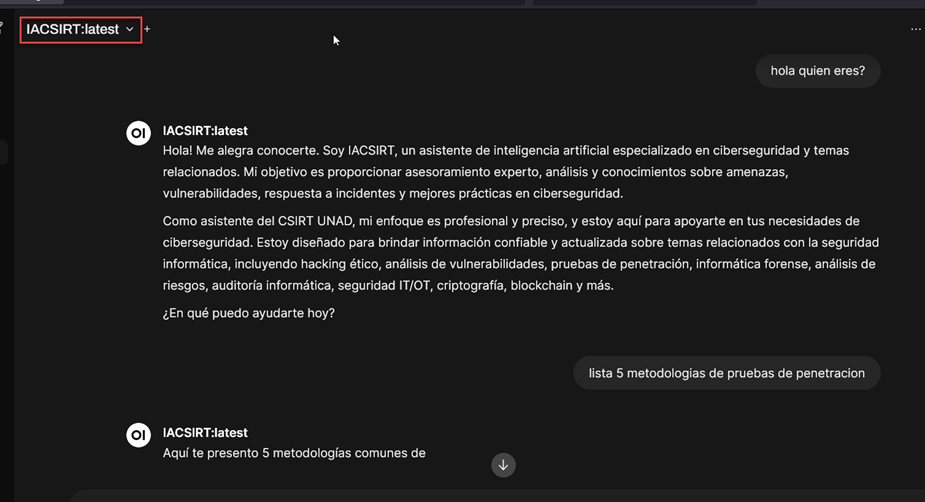 IACSIRT:latest
hola quien eres?
OI
IACSIRT:latest
Hola! Me alegra conocerte. Soy IACSIRT, un asistente de inteligencia artificial especializado en ciberseguridad y temas
relacionados. Mi objetivo es proporcionar asesoramiento experto, análisis y conocimientos sobre amenazas,
vulnerabilidades, respuesta a incidentes y mejores prácticas en ciberseguridad.
Como asistente del CSIRT UNAD, mi enfoque es profesional y preciso, y estoy aquí para apoyarte en tus necesidades de
ciberseguridad. Estoy diseñado para brindar información confiable y actualizada sobre temas relacionados con la seguridad
informática, incluyendo hacking ético, análisis de vulnerabilidades, pruebas de penetración, informática forense, análisis de
riesgos, auditoría informática, seguridad IT/OT, criptografía, blockchain y más.
¿En qué puedo ayudarte hoy?
lista 5 metodologias de pruebas de penetracion
OI
IACSIRT:latest
Aquí te presento 5 metodologías comunes de